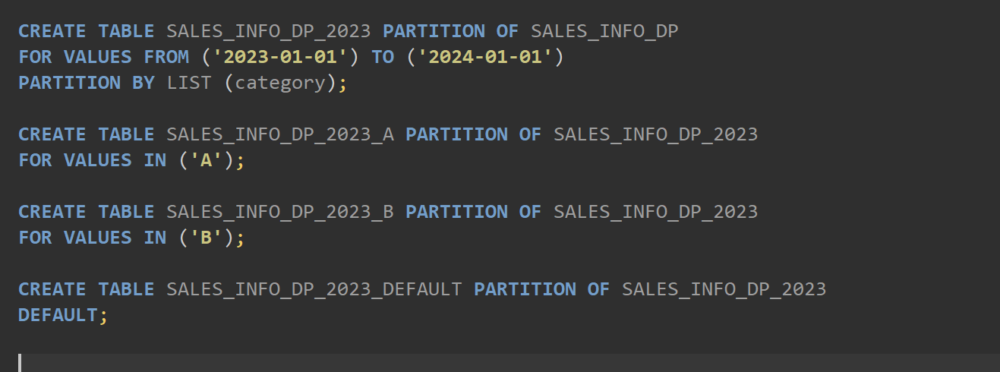 CREATE TABLE SALES_INFO_DP_2023 PARTITION OF SALES_INFO_DP
FOR VALUES FROM ('2023-01-01') TO ('2024-01-01')
PARTITION BY LIST (category);
CREATE TABLE SALES_INFO_DP_2023_A PARTITION OF SALES_INFO_DP_2023
FOR VALUES IN ('A');
CREATE TABLE SALES_INFO_DP_2023_B PARTITION OF SALES_INFO_DP_2023
FOR VALUES IN ('B');
CREATE TABLE SALES_INFO_DP_2023_DEFAULT PARTITION OF SALES_INFO_DP_2023
DEFAULT;